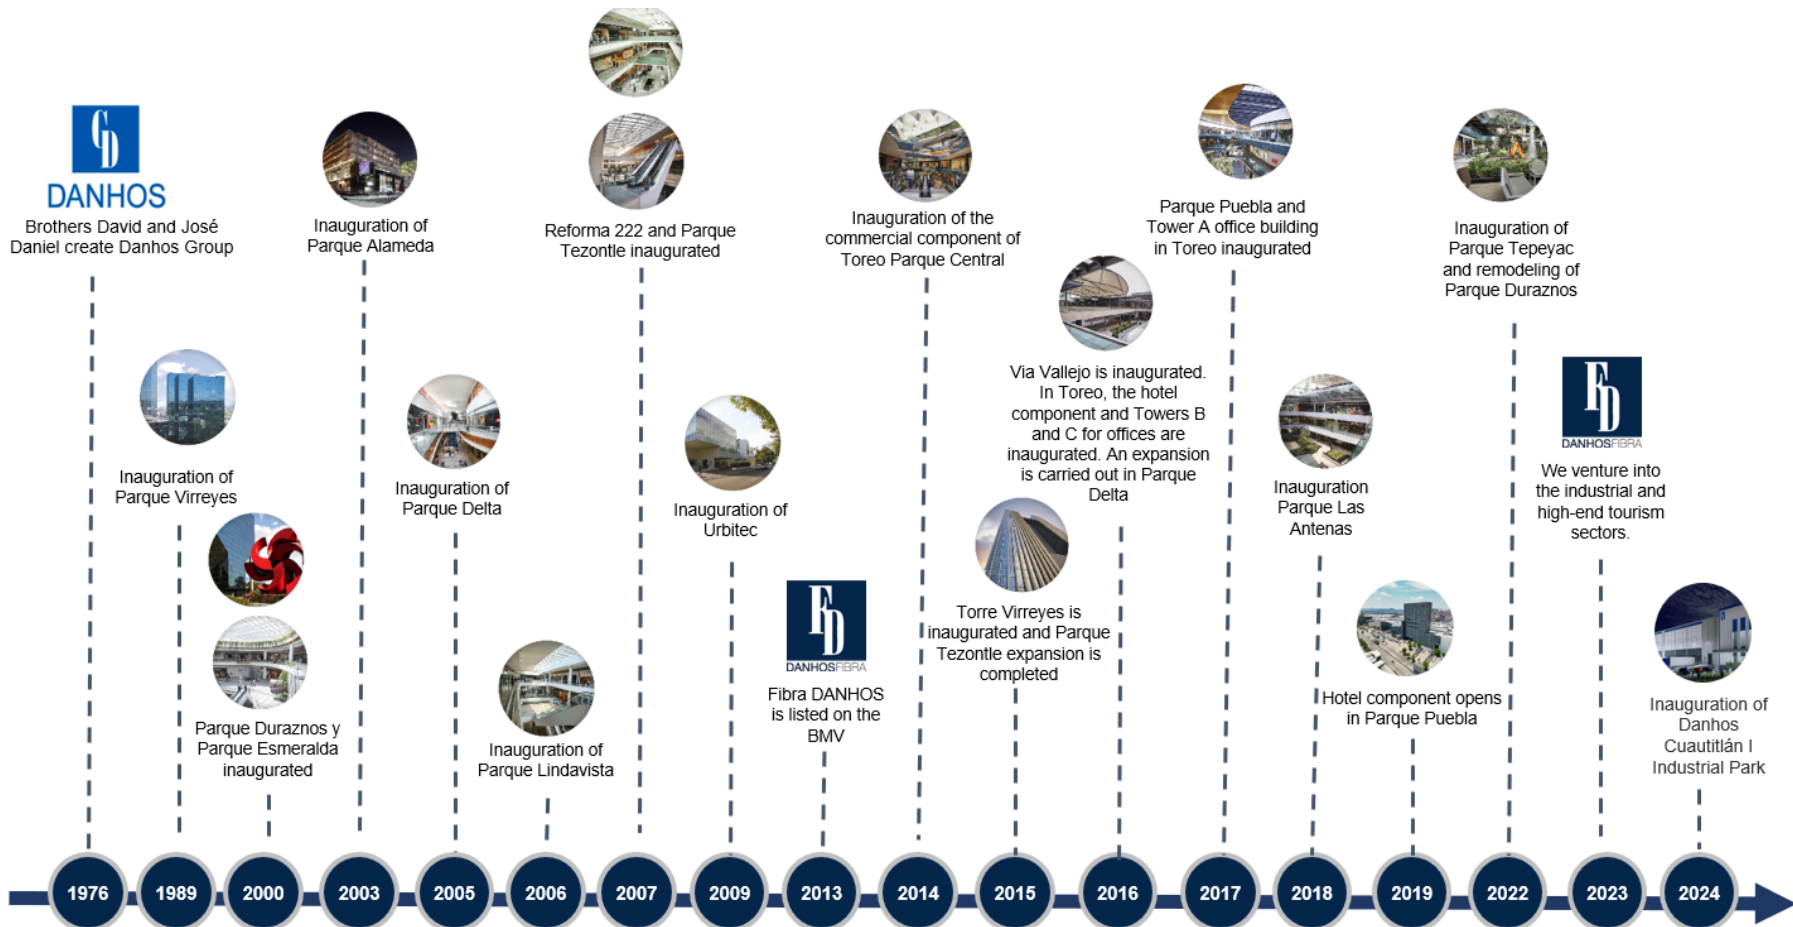 DANHOS
Brothers David and José
Daniel create Danhos Group
Inauguration of
Parque Virreyes
Parque Duraznos y
Parque Esmeralda
inaugurated
Inauguration of
Parque Alameda
Inauguration of
Parque Delta
Inauguration of
Parque Lindavista
Reforma 222 and Parque
Tezontle inaugurated
Inauguration of
Urbitec
DANHOSFIBRA
Fibra DANHOS
is listed on the
BMV
Inauguration of the
commercial component of
Toreo Parque Central
Torre Virreyes is
inaugurated and Parque
Tezontle expansion is
completed
Via Vallejo is inaugurated.
In Toreo, the hotel
component and Towers B
and C for offices are
inaugurated. An expansion
is carried out in Parque
Delta
Parque Puebla and
Tower A office building
in Toreo inaugurated
Inauguration
Parque Las
Antenas
Hotel component opens
in Parque Puebla
Inauguration of
Parque Tepeyac
and remodeling of
Parque Duraznos
DANHOSFIBRA
We venture into
the industrial and
high-end tourism
sectors.
Inauguration of
Danhos
Cuautitlán I
Industrial Park
1976
1989
2000
2003
2005
2006
2007
2009
2013
2014
2015
2016
2017
2018
2019
2022
2023
2024